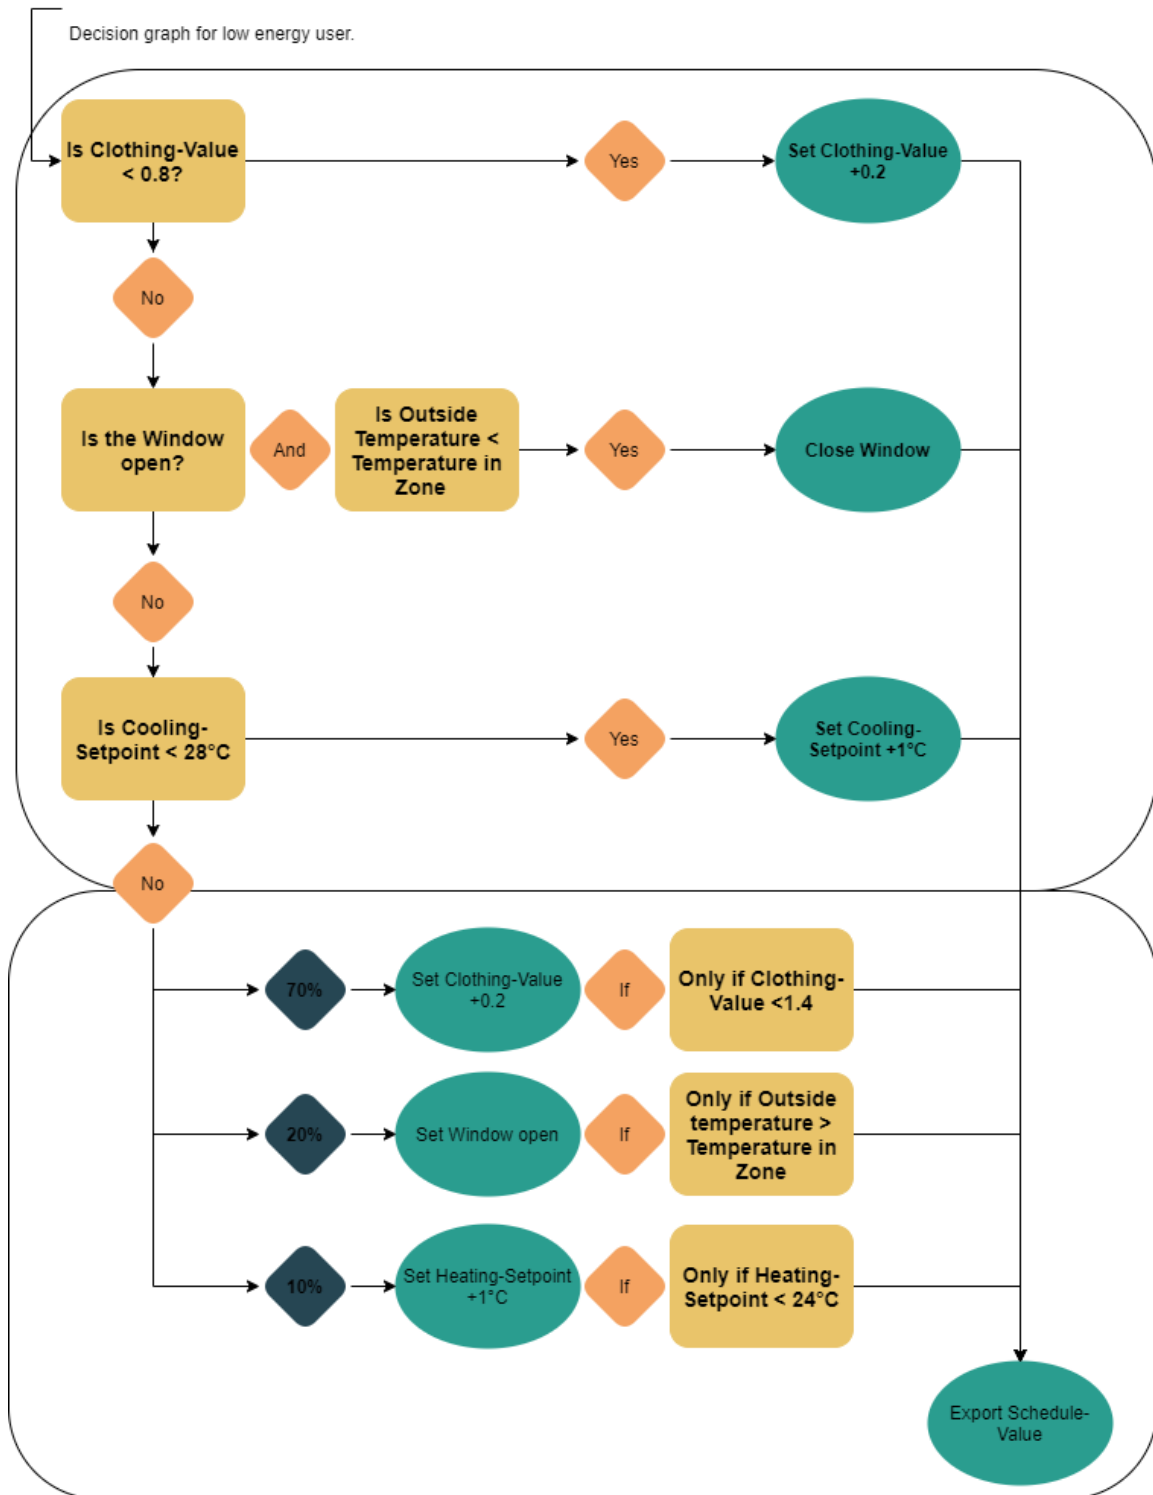 Decision graph for low energy user.
Is Clothing-Value
< 0.8?
Yes
Set Clothing-Value
+0.2
No
Is the Window
open?
And
Is Outside
Temperature <
Temperature in
Zone
Yes
Close Window
No
Is Cooling-
Setpoint < 28°C
Yes
Set Cooling-
Setpoint +1°C
No
70%
Set Clothing-Value
+0.2
If
Only if Clothing-
Value <1.4
20%
Set Window open
If
Only if Outside
temperature >
Temperature in
Zone
10%
Set Heating-Setpoint
+1°C
If
Only if Heating-
Setpoint < 24°C
Export Schedule-
Value